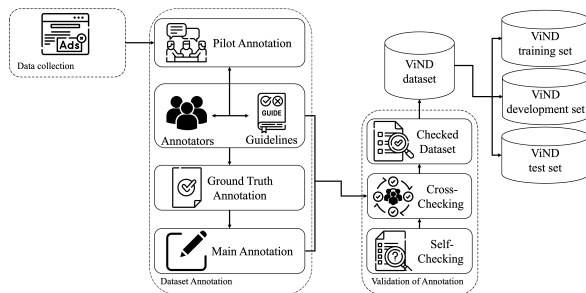 Ads
Data collection
Pilot Annotation
GUIDE
Annotators
Guidelines
Ground Truth
Annotation
Main Annotation
Dataset Annotation
ViND
dataset
Checked
Dataset
Cross-
Checking
Self-
Checking
Validation of Annotation
ViND
training set
ViND
development set
ViND
test set